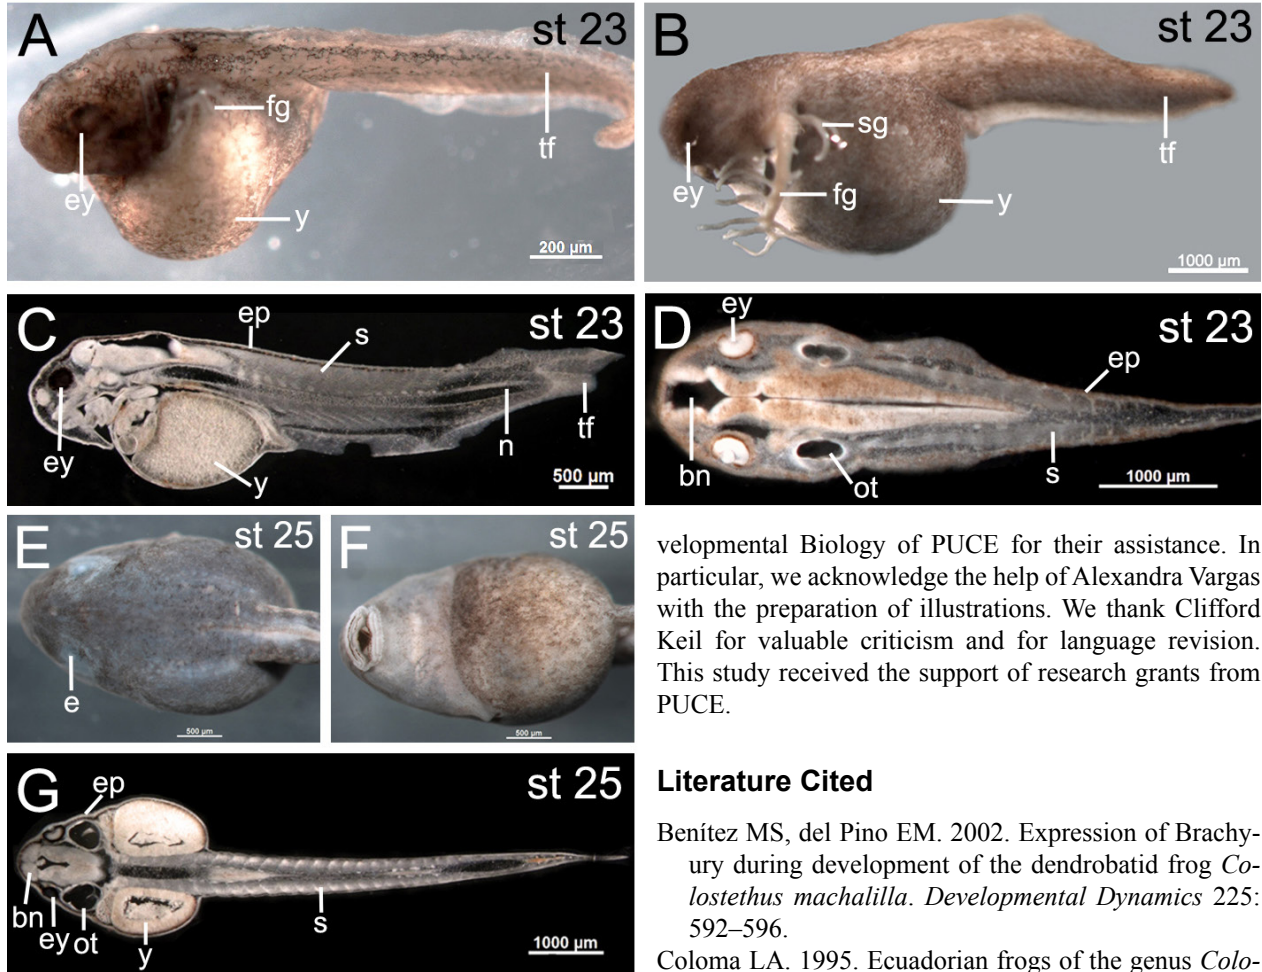 A
st 23
fg
tf
ey
y
200 µm
B
st 23
sg
tf
ey
fg
y
1000 µm
C
st 23
ep
s
ey
n
tf
y
500 µm
D
st 23
ey
ep
bn
ot
s
1000 µm
E
st 25
e
500 µm
F
st 25
500 µm
G
st 25
ep
bn
ey
ot
y
s
1000 µm
velopmental Biology of PUCE for their assistance. In
particular, we acknowledge the help of Alexandra Vargas
with the preparation of illustrations. We thank Clifford
Keil for valuable criticism and for language revision.
This study received the support of research grants from
PUCE.
Literature Cited
Benítez MS, del Pino EM. 2002. Expression of Brachy-
ury during development of the dendrobatid frog Co-
lostethus machalilla. Developmental Dynamics 225:
592–596.
Coloma LA. 1995. Ecuadorian frogs of the genus Colo-